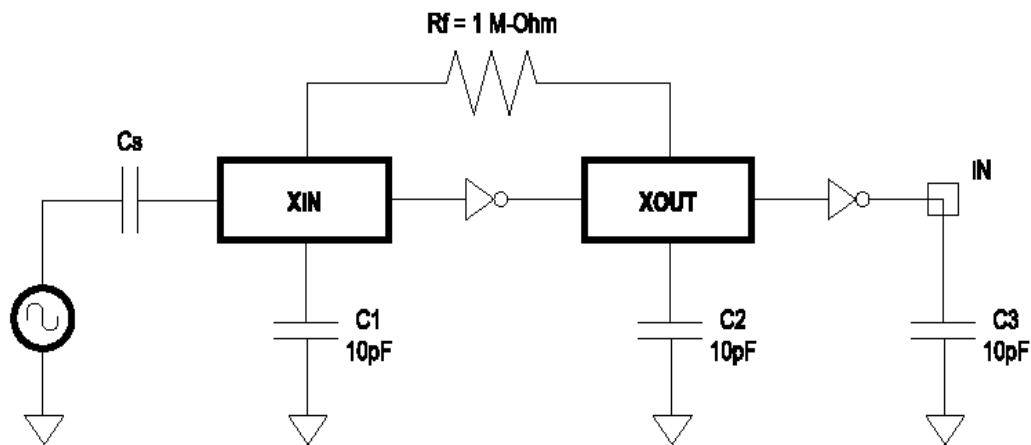 Rf = 1 M-Ohm
Cs
XIN
XOUT
IN
C1
10pF
C2
10pF
C3
10pF